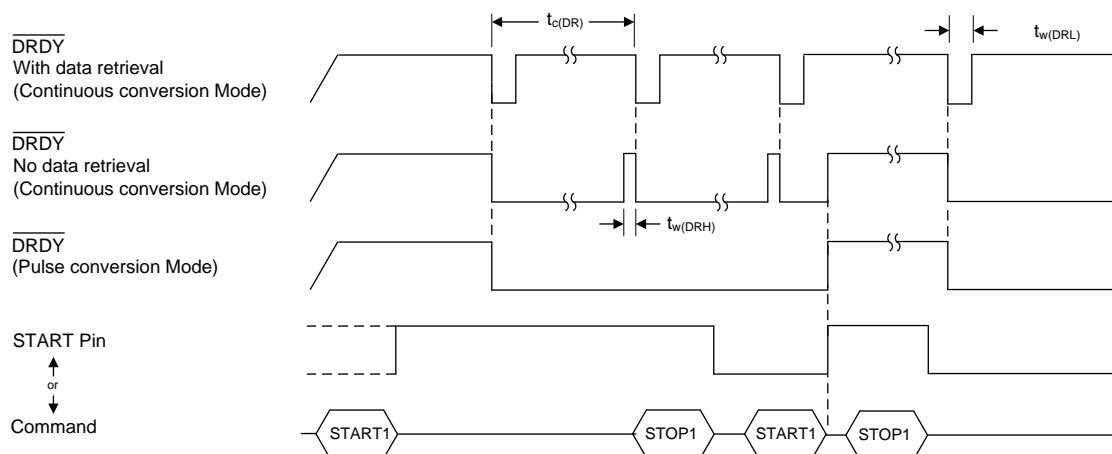 t_c(DR)
t_w(DRL)
DRDY
With data retrieval
(Continuous conversion Mode)
DRDY
No data retrieval
(Continuous conversion Mode)
t_w(DRH)
DRDY
(Pulse conversion Mode)
START Pin
or
Command
START1
STOP1
START1
STOP1